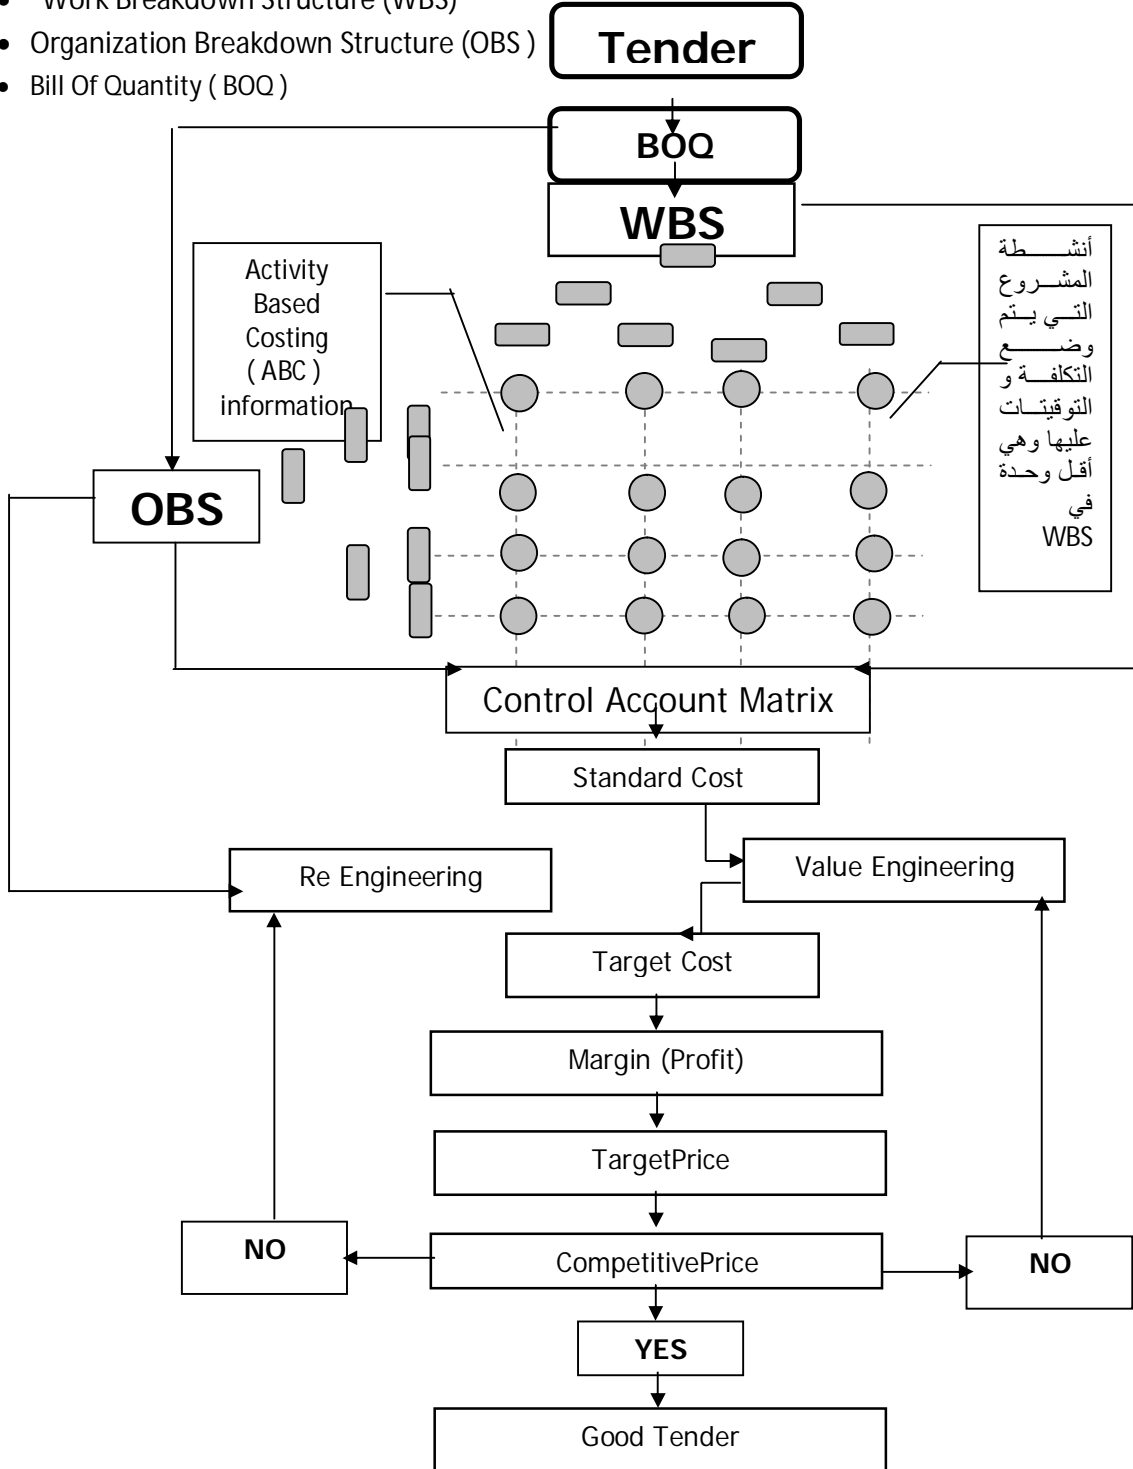 Work Breakdown Structure (WBS)
Organization Breakdown Structure (OBS )
Bill Of Quantity ( BOQ )
Tender
BOQ
WBS
Activity
Based
Costing
( ABC )
information
أنشطة
المشروع
التي يتم
وضع
التكلفة و
التوقيتات
عليها وهي
أقل وحدة
في
WBS
OBS
Control Account Matrix
Standard Cost
Re Engineering
Value Engineering
Target Cost
Margin (Profit)
TargetPrice
NO
CompetitivePrice
NO
YES
Good Tender